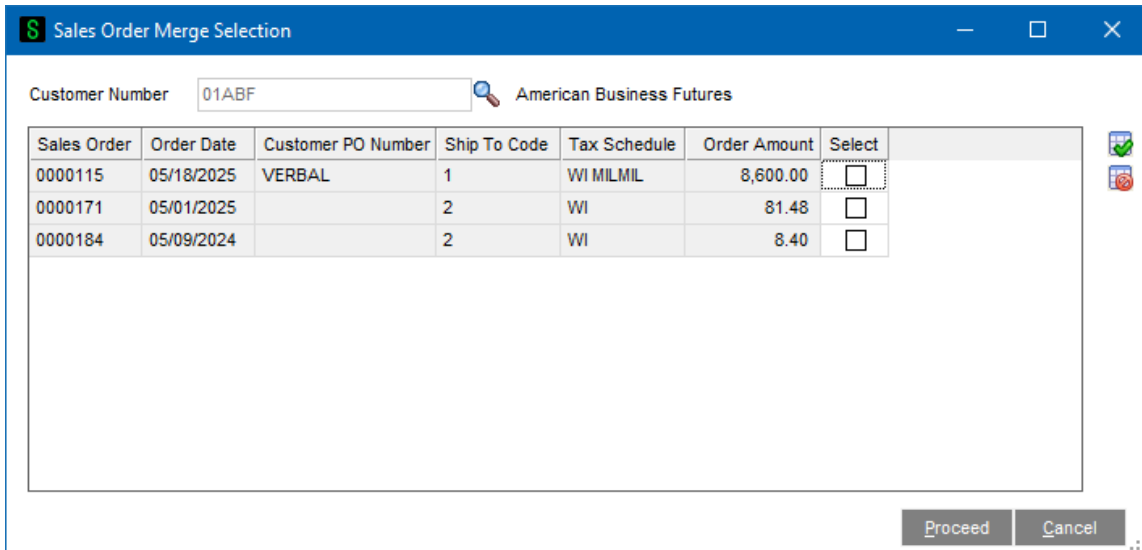 S Sales Order Merge Selection
Customer Number 01ABF American Business Futures
Sales Order Order Date Customer PO Number Ship To Code Tax Schedule Order Amount Select
0000115 05/18/2025 VERBAL 1 WI MILMIL 8,600.00
0000171 05/01/2025 2 WI 81.48
0000184 05/09/2024 2 WI 8.40
Proceed Cancel